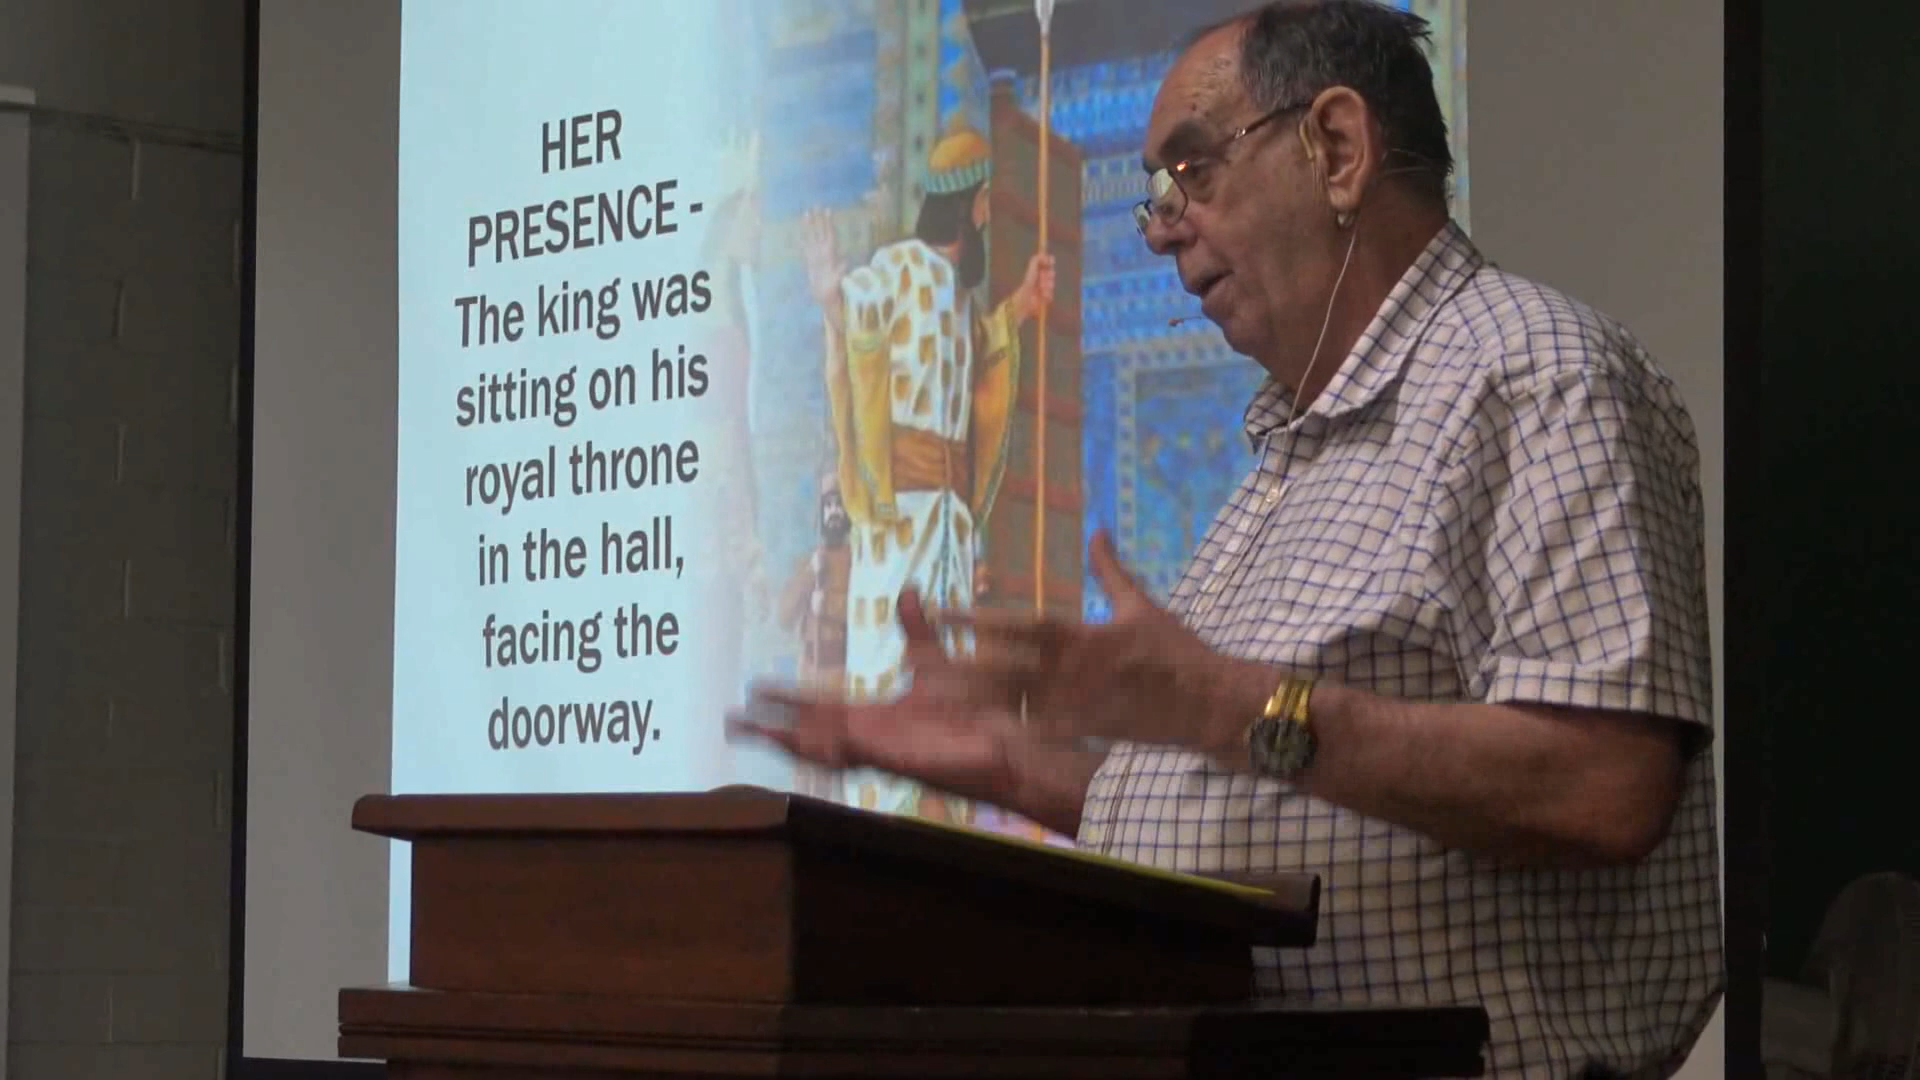 HER
PRESENCE -
The king was
sitting on his
royal throne
in the hall,
facing the
doorway.